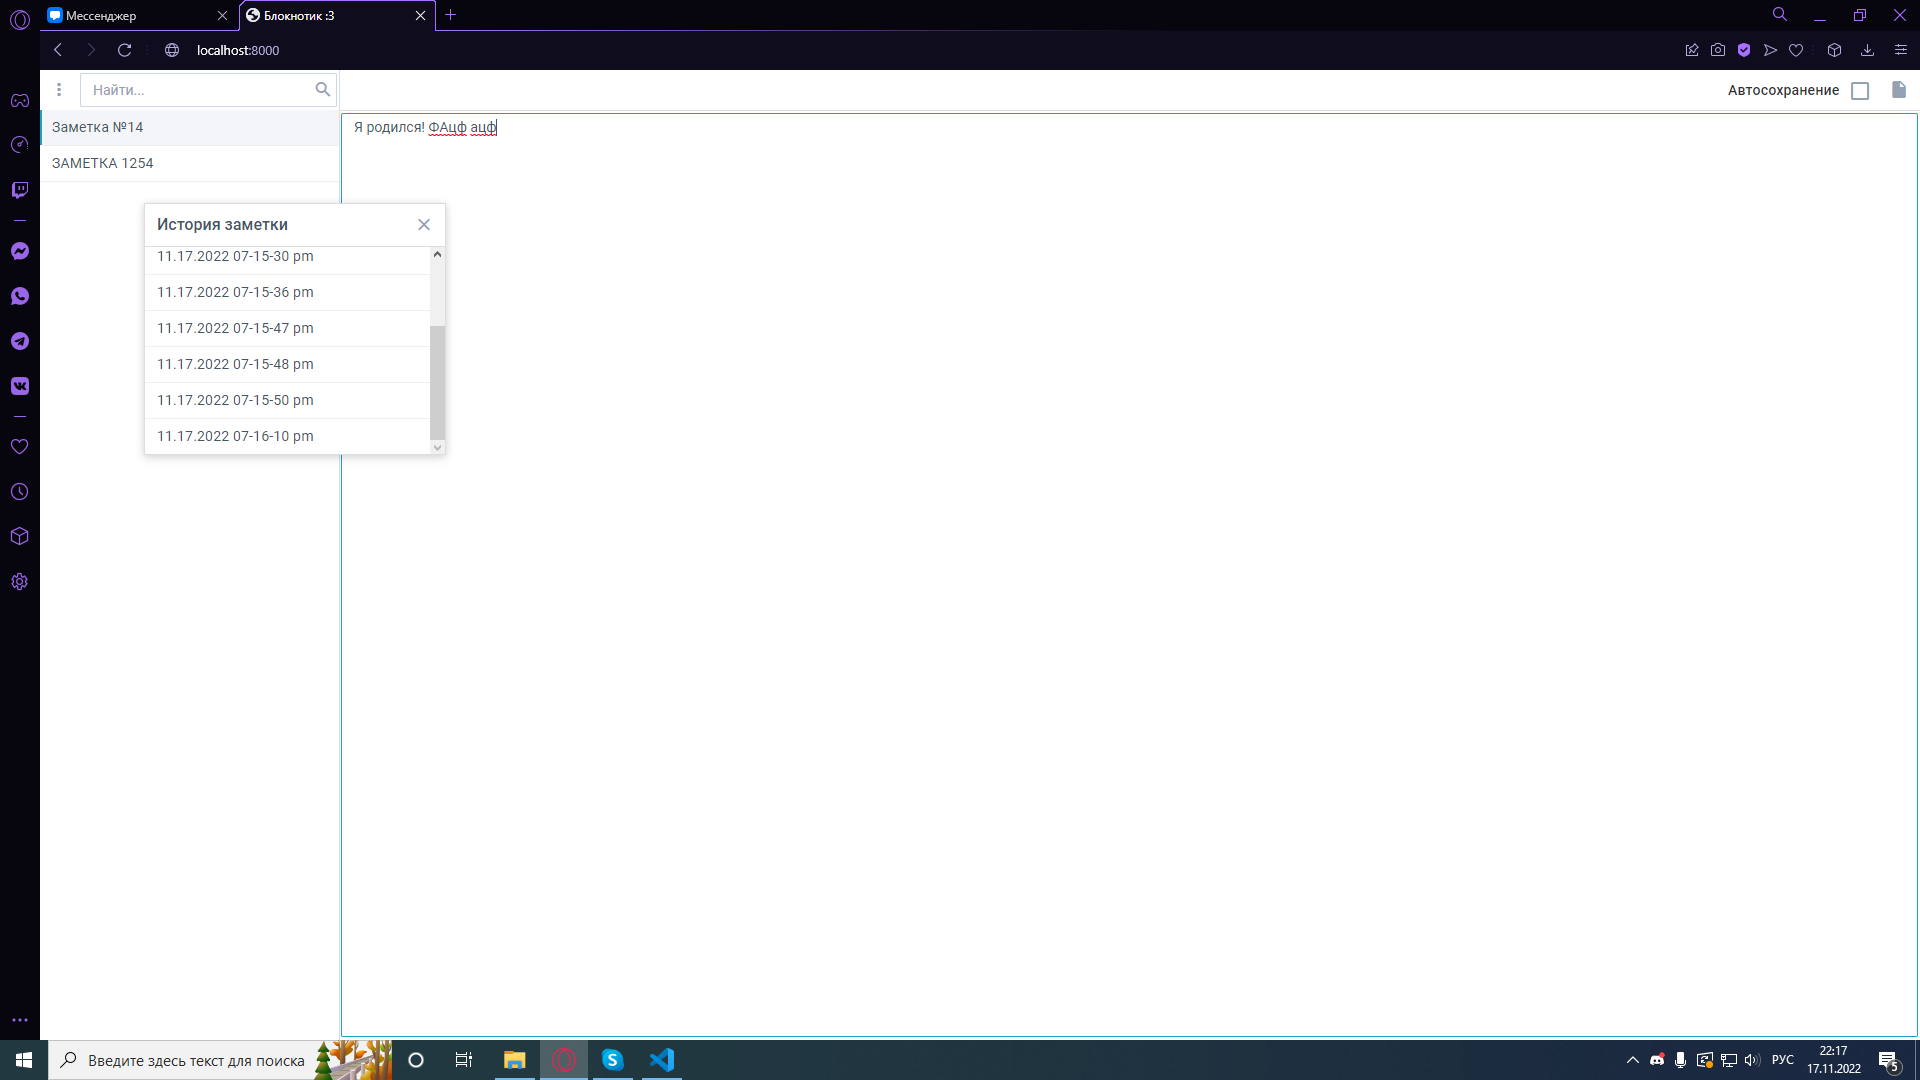 Мессенджер
Блокнотик :3
localhost:8000
Найти...
Автосохранение
Заметка №14
ЗАМЕТКА 1254
Я родился! ФАцф ацф
История заметки
11.17.2022 07-15-30 pm
11.17.2022 07-15-36 pm
11.17.2022 07-15-47 pm
11.17.2022 07-15-48 pm
11.17.2022 07-15-50 pm
11.17.2022 07-16-10 pm
Введите здесь текст для поиска
РУС
22:17
17.11.2022
5